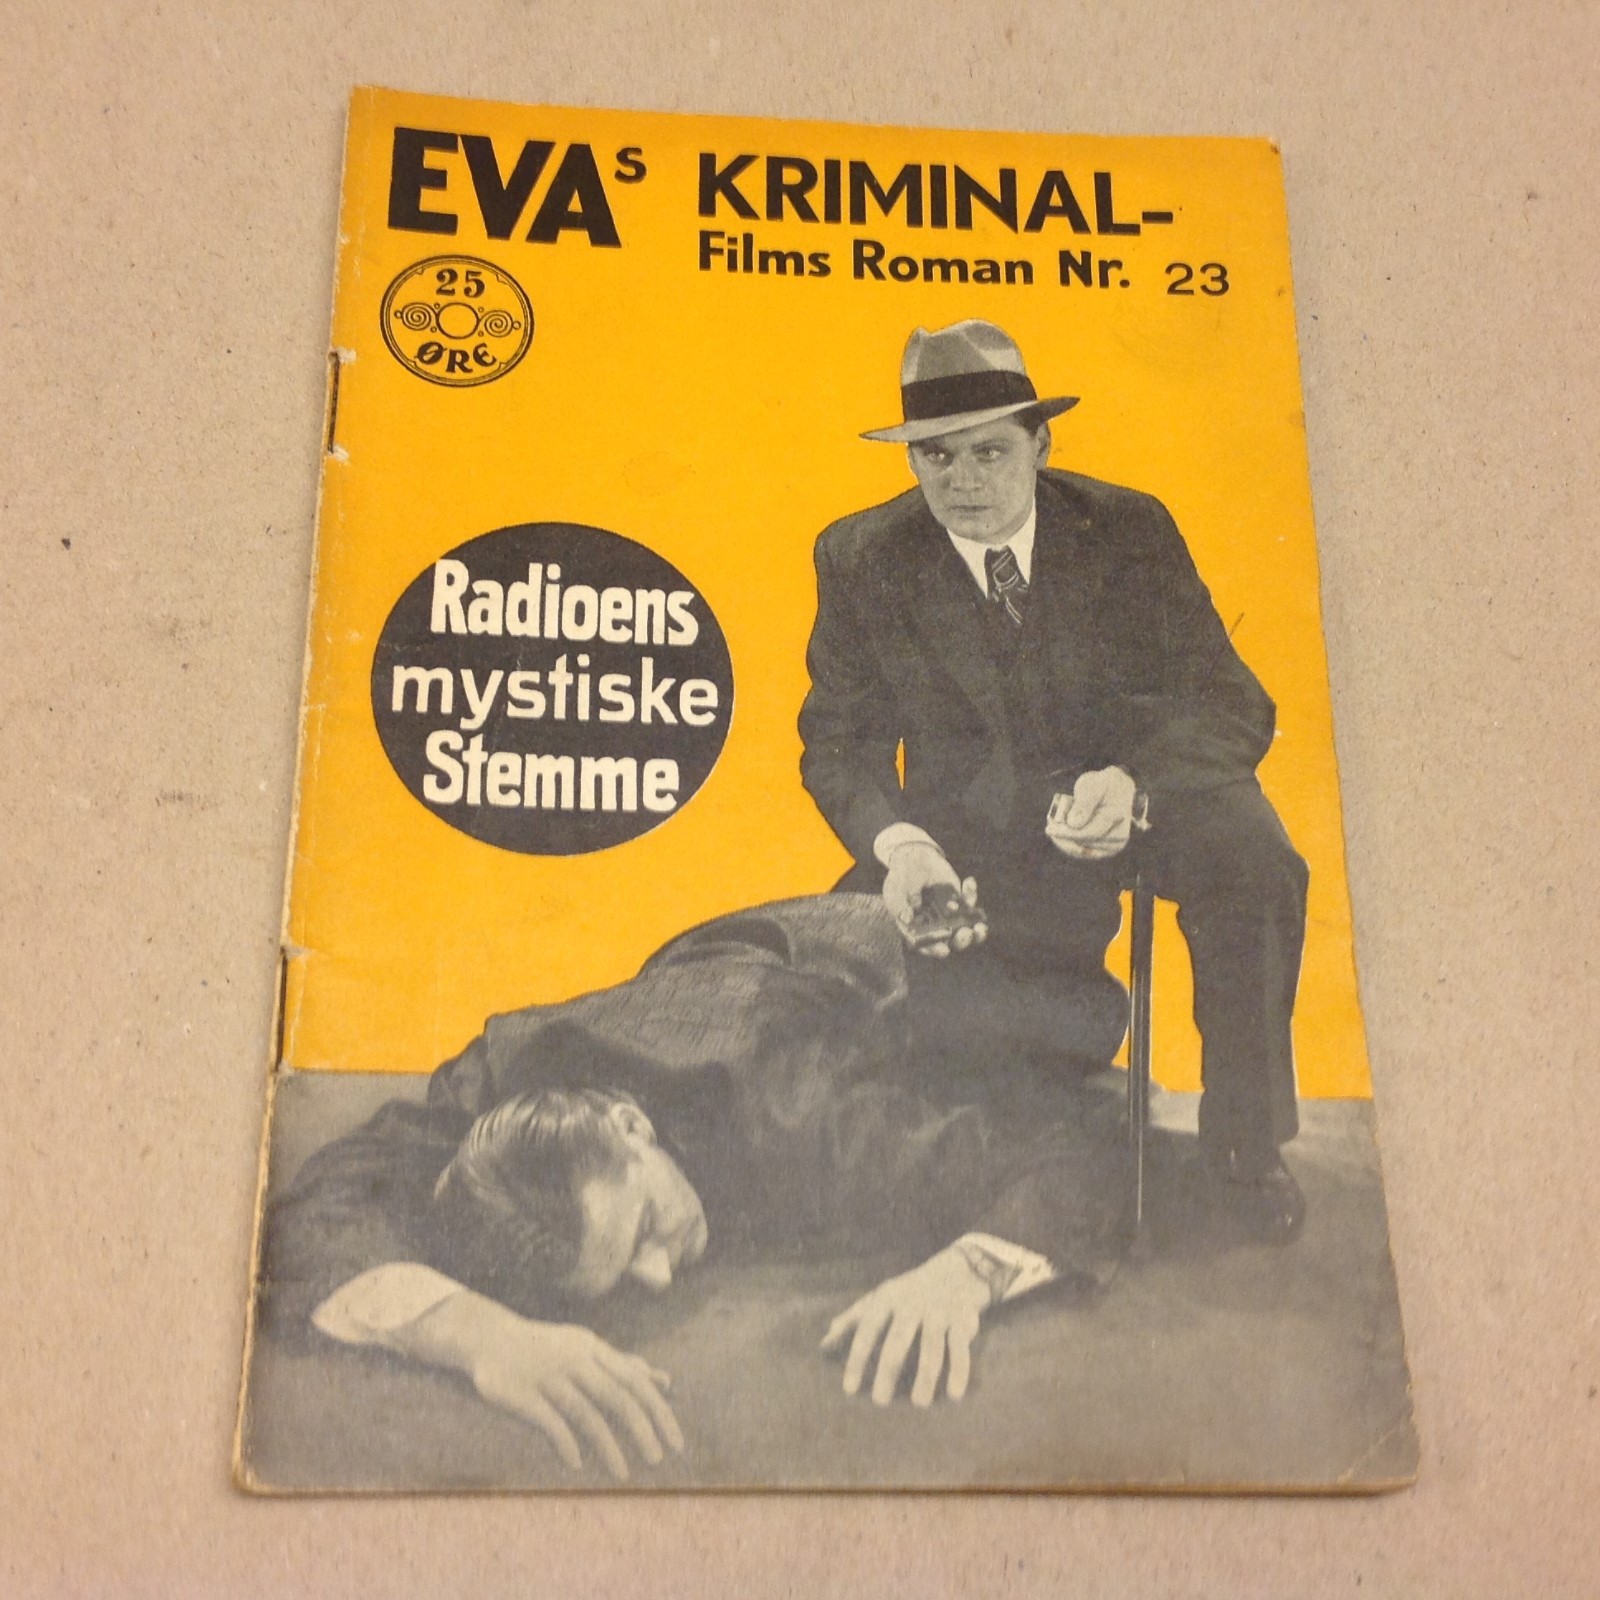 EVAs KRIMINAL-
Films Roman Nr. 23
25
ØRE
Radioens
mystiske
Stemme